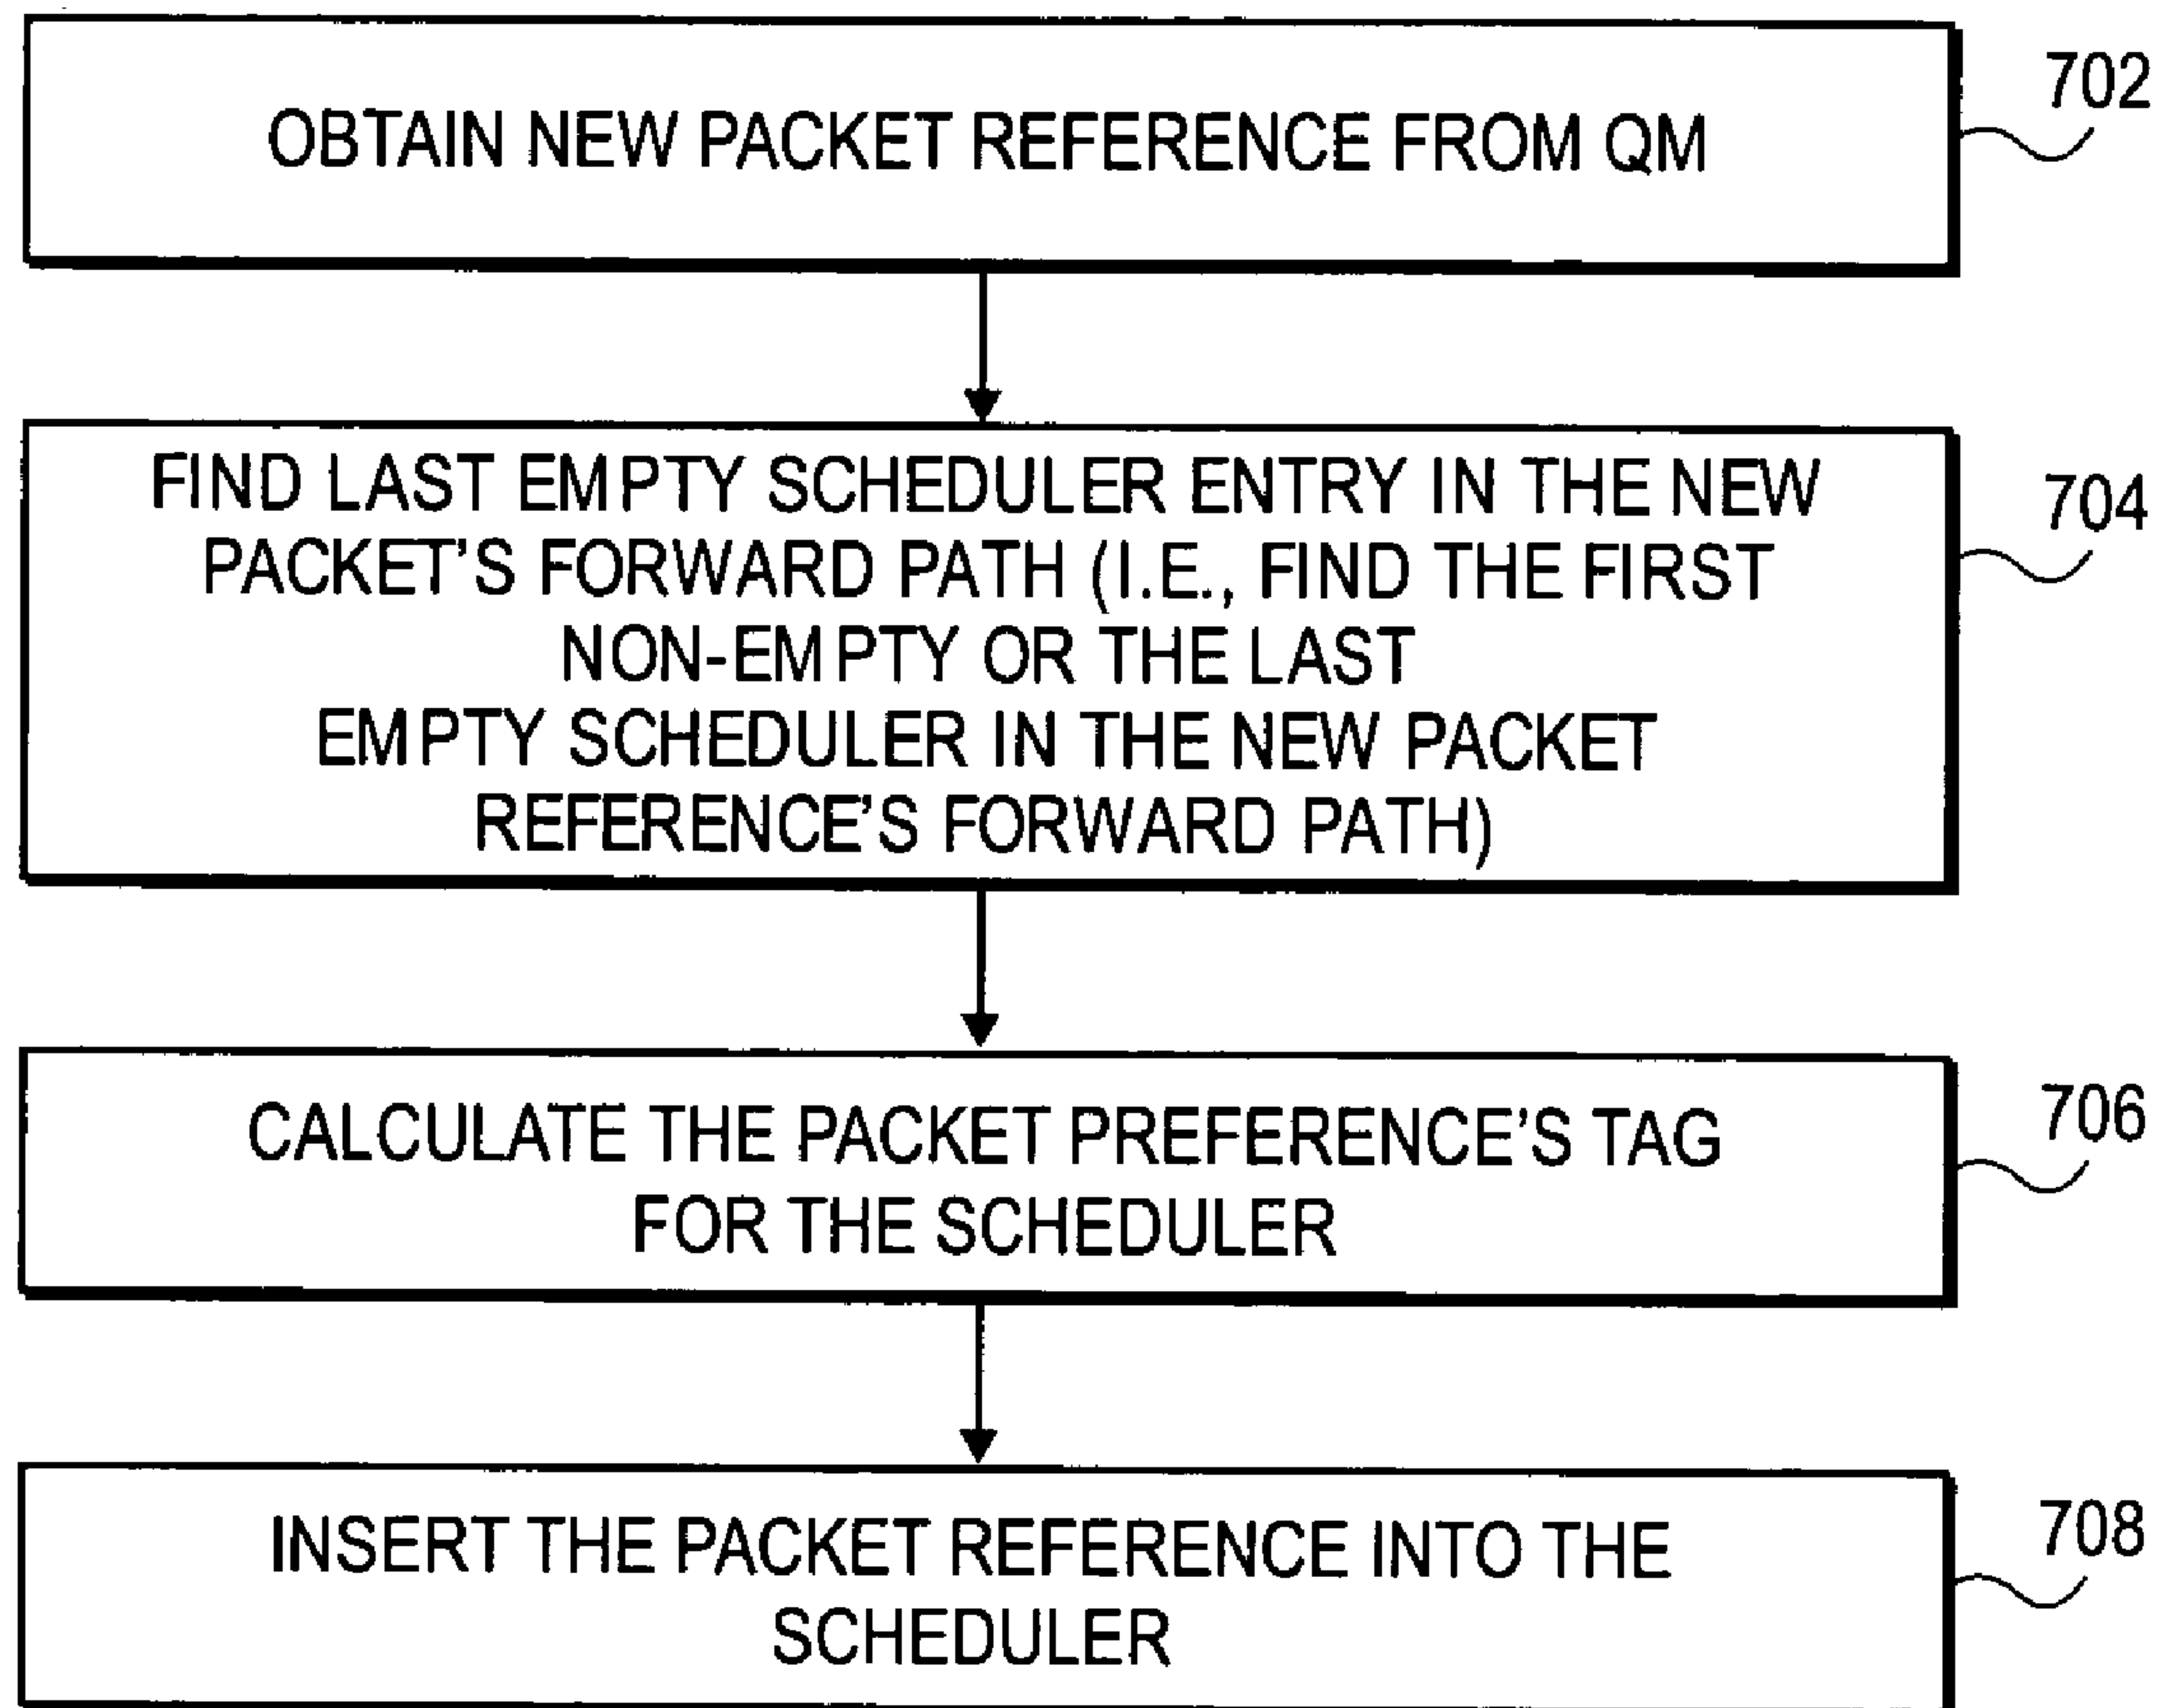 OBTAIN NEW PACKET REFERENCE FROM QM
702
FIND LAST EMPTY SCHEDULER ENTRY IN THE NEW
PACKET'S FORWARD PATH (I.E., FIND THE FIRST
NON-EMPTY OR THE LAST
EMPTY SCHEDULER IN THE NEW PACKET
REFERENCE'S FORWARD PATH)
704
CALCULATE THE PACKET PREFERENCE'S TAG
FOR THE SCHEDULER
706
INSERT THE PACKET REFERENCE INTO THE
SCHEDULER
708